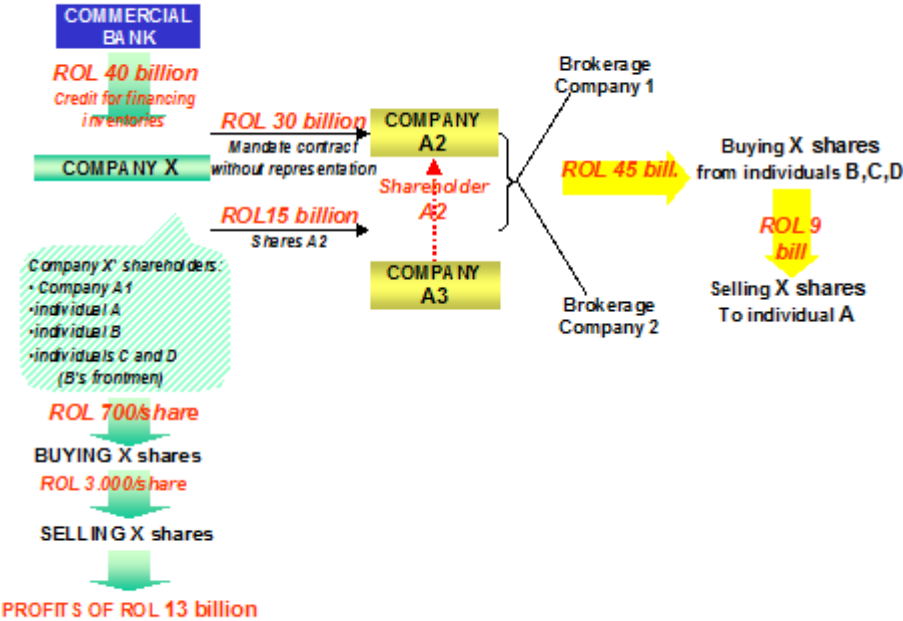 COMMERCIAL
BANK
ROL 40 billion
Credit for financing
inventories
COMPANY X
ROL 30 billion
Mandate contract
without representation
ROL15 billion
Shares A2
COMPANY
A2
Shareholder
A2
COMPANY
A3
Brokerage
Company 1
Brokerage
Company 2
ROL 45 bill.
Buying X shares
from individuals B,C,D
ROL 9
bill
Selling X shares
To individual A
Company X' shareholders:
• Company A1
•individual A
•individual B
•individuals C and D
(B's frontmen)
ROL 700/share
BUYING X shares
ROL 3.000/share
SELLING X shares
PROFITS OF ROL 13 billion